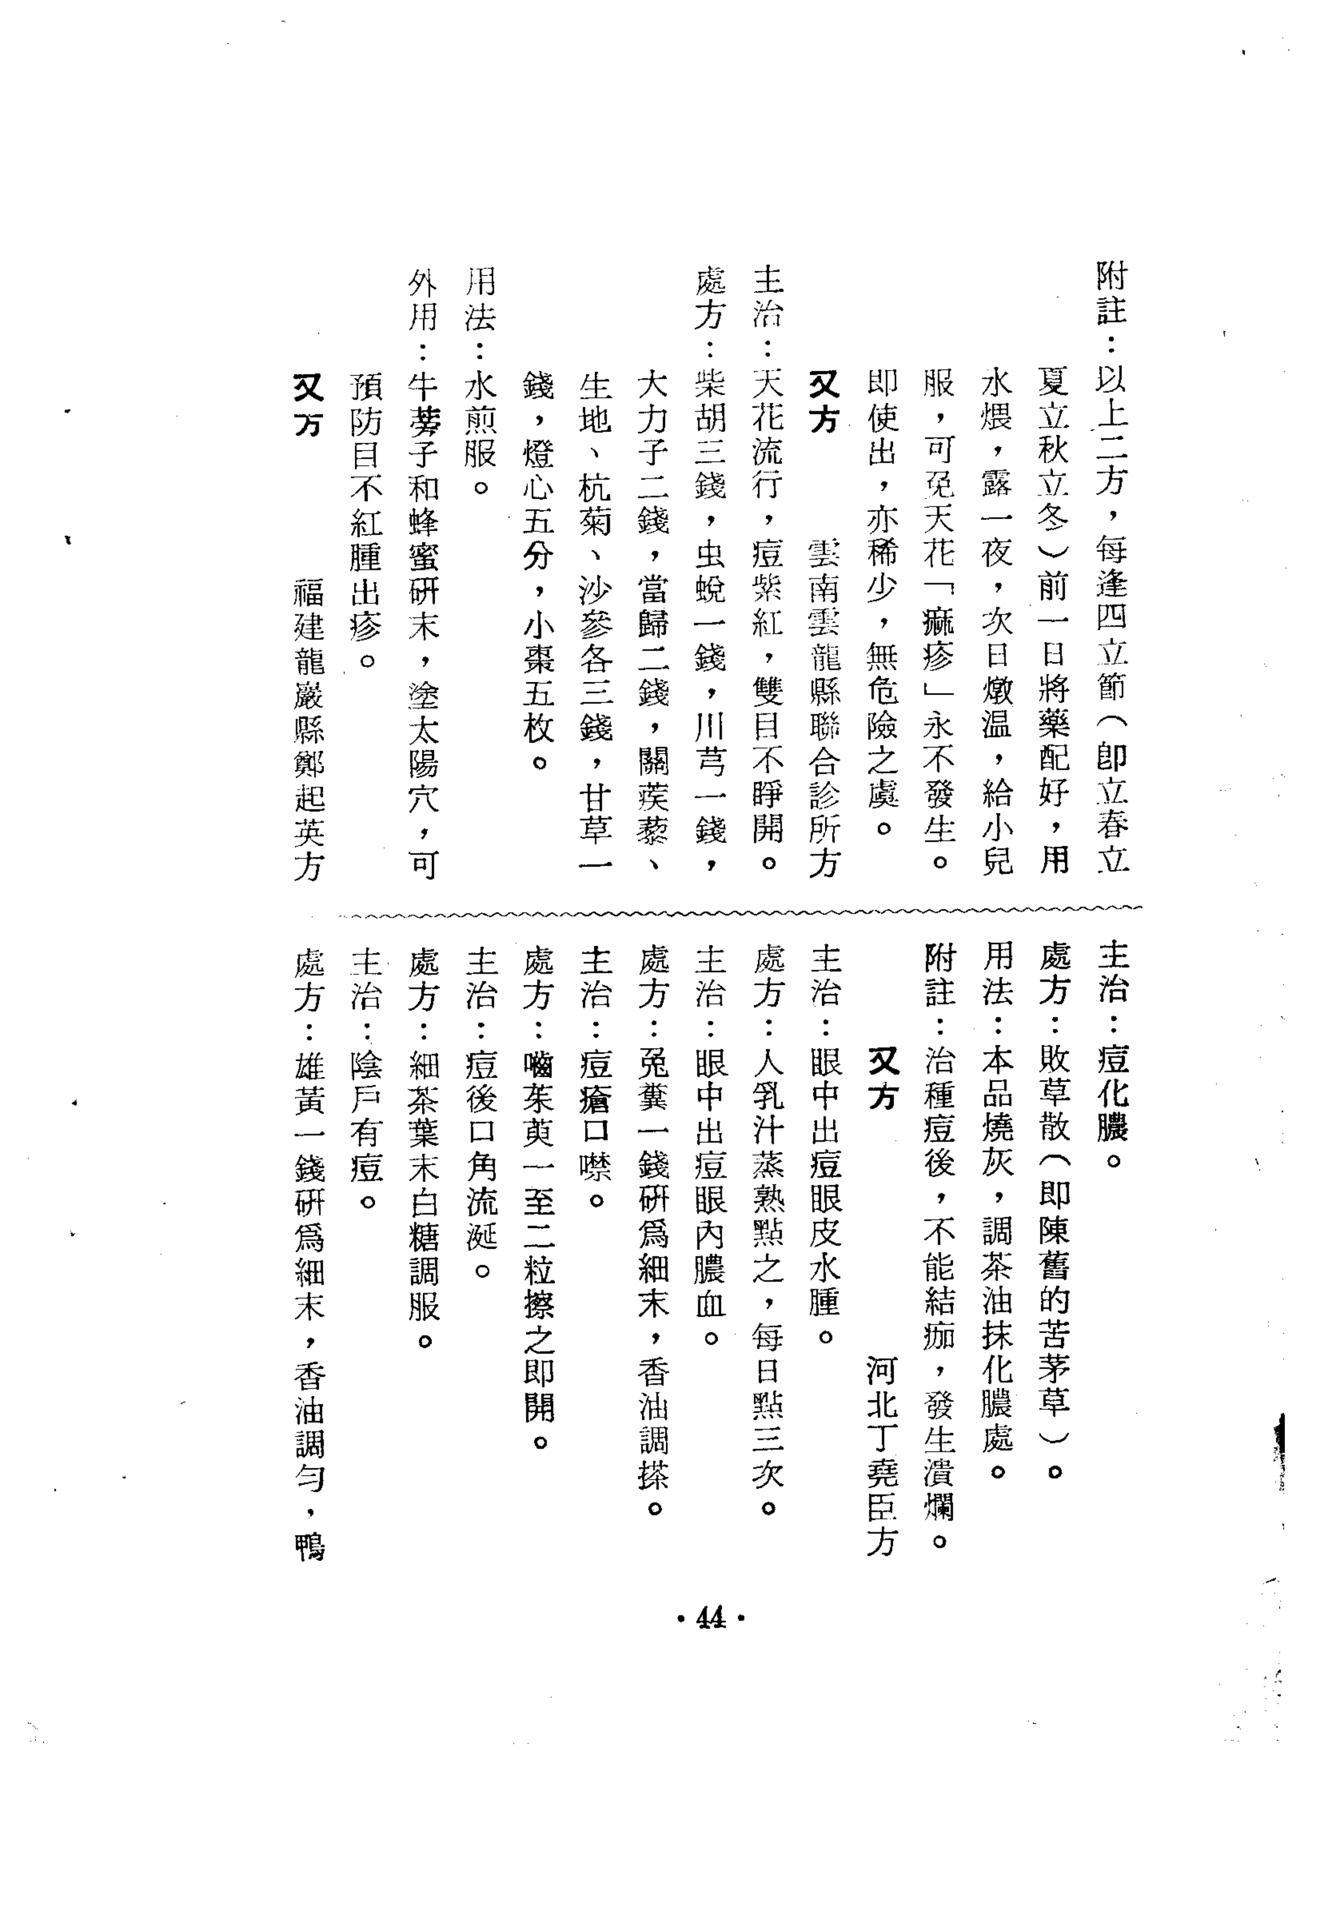 附註：以上二方，每逢四立節（卽立春立
夏立秋立冬）前一日將藥配好，用
水煨，露一夜，次日燉温，給小兒
服，可免天花「痲疹」永不發生。
即使出，亦稀少，無危險之虞。
又方　雲南雲龍縣聯合診所方
主治：天花流行，痘紫紅，雙目不睜開。
處方：柴胡三錢，虫蛻一錢，川芎一錢，
大力子二錢，當歸二錢，關蒺藜、
生地、杭菊、沙參各三錢，甘草一
錢，燈心五分，小棗五枚。
用法：水煎服。
外用：牛蒡子和蜂蜜研末，塗太陽穴，可
預防目不紅腫出疹。
又方　福建龍巖縣鄭起英方
主治：痘化膿。
處方：敗草散（即陳舊的苦茅草）。
用法：本品燒灰，調茶油抹化膿處。
附註：治種痘後，不能結痂，發生潰爛。
又方　河北丁堯臣方
主治：眼中出痘眼皮水腫。
處方：人乳汁蒸熟點之，每日點三次。
主治：眼中出痘眼內膿血。
處方：兎糞一錢研爲細末，香油調搽。
主治：痘瘡口噤。
處方：嚙茱萸一至二粒擦之即開。
主治：痘後口角流涎。
處方：細茶葉末白糖調服。
主治：陰戶有痘。
處方：雄黃一錢研爲細末，香油調勻，鴨
·44·